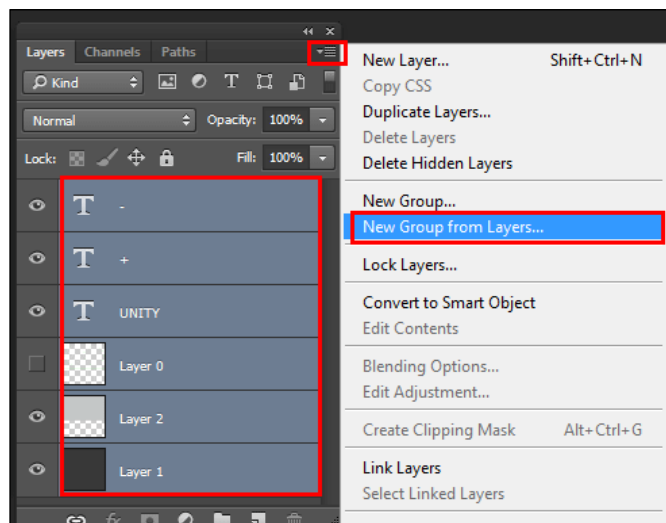 Layers Channels Paths
Kind
Normal Opacity: 100%
Lock: Fill: 100%
T -
T +
T UNITY
Layer 0
Layer 2
Layer 1
fx
New Layer... Shift+Ctrl+N
Copy CSS
Duplicate Layers...
Delete Layers
Delete Hidden Layers
New Group...
New Group from Layers...
Lock Layers...
Convert to Smart Object
Edit Contents
Blending Options...
Edit Adjustment...
Create Clipping Mask Alt+Ctrl+G
Link Layers
Select Linked Layers